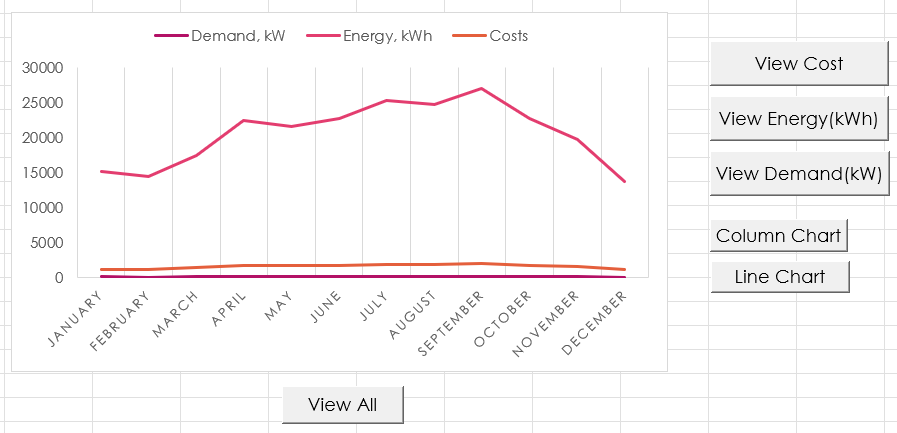 Demand, kW Energy, kWh Costs
30000
25000
20000
15000
10000
5000
0
JANUARY
FEBRUARY
MARCH
APRIL
MAY
JUNE
JULY
AUGUST
SEPTEMBER
OCTOBER
NOVEMBER
DECEMBER
View Cost
View Energy(kWh)
View Demand(kW)
Column Chart
Line Chart
View All